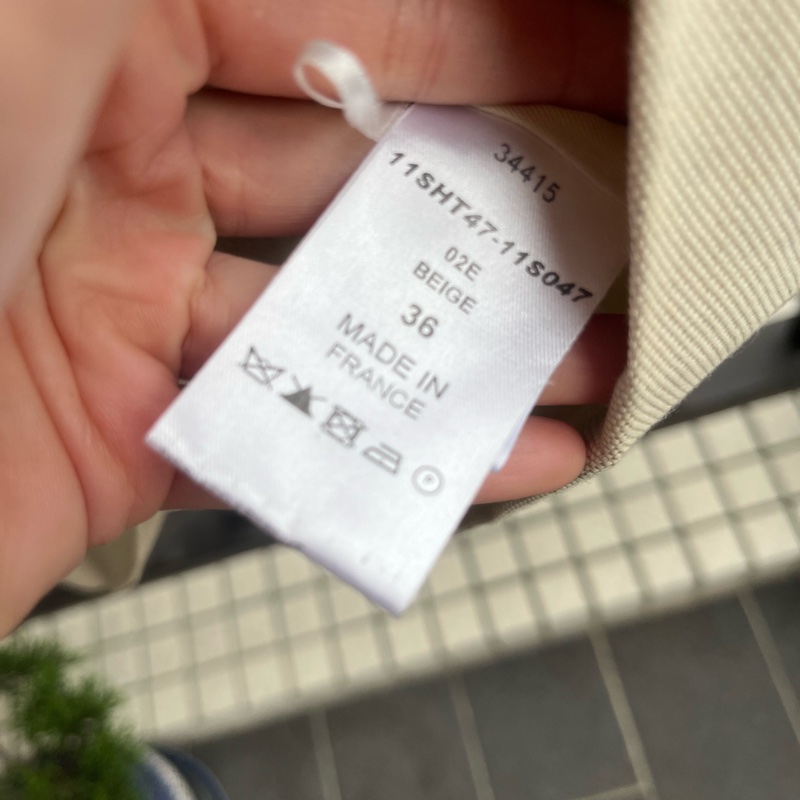 34415
11SHT47-11S047
02E
BEIGE
36
MADE IN
FRANCE
P